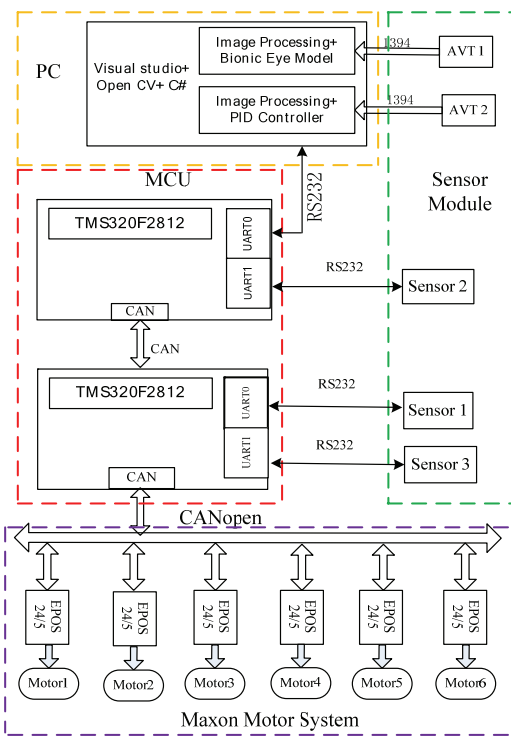 PC
Visual studio+
Open CV+ C#
Image Processing+
Bionic Eye Model
Image Processing+
PID Controller
1394
AVT 1
1394
AVT 2
RS232
Sensor
Module
MCU
TMS320F2812
UART0
UART1
CAN
RS232
Sensor 2
CAN
TMS320F2812
UART0
UART1
CAN
RS232
Sensor 1
RS232
Sensor 3
CANopen
EPOS
24/5
EPOS
24/5
EPOS
24/5
EPOS
24/5
EPOS
24/5
EPOS
24/5
Motor1
Motor2
Motor3
Motor4
Motor5
Motor6
Maxon Motor System